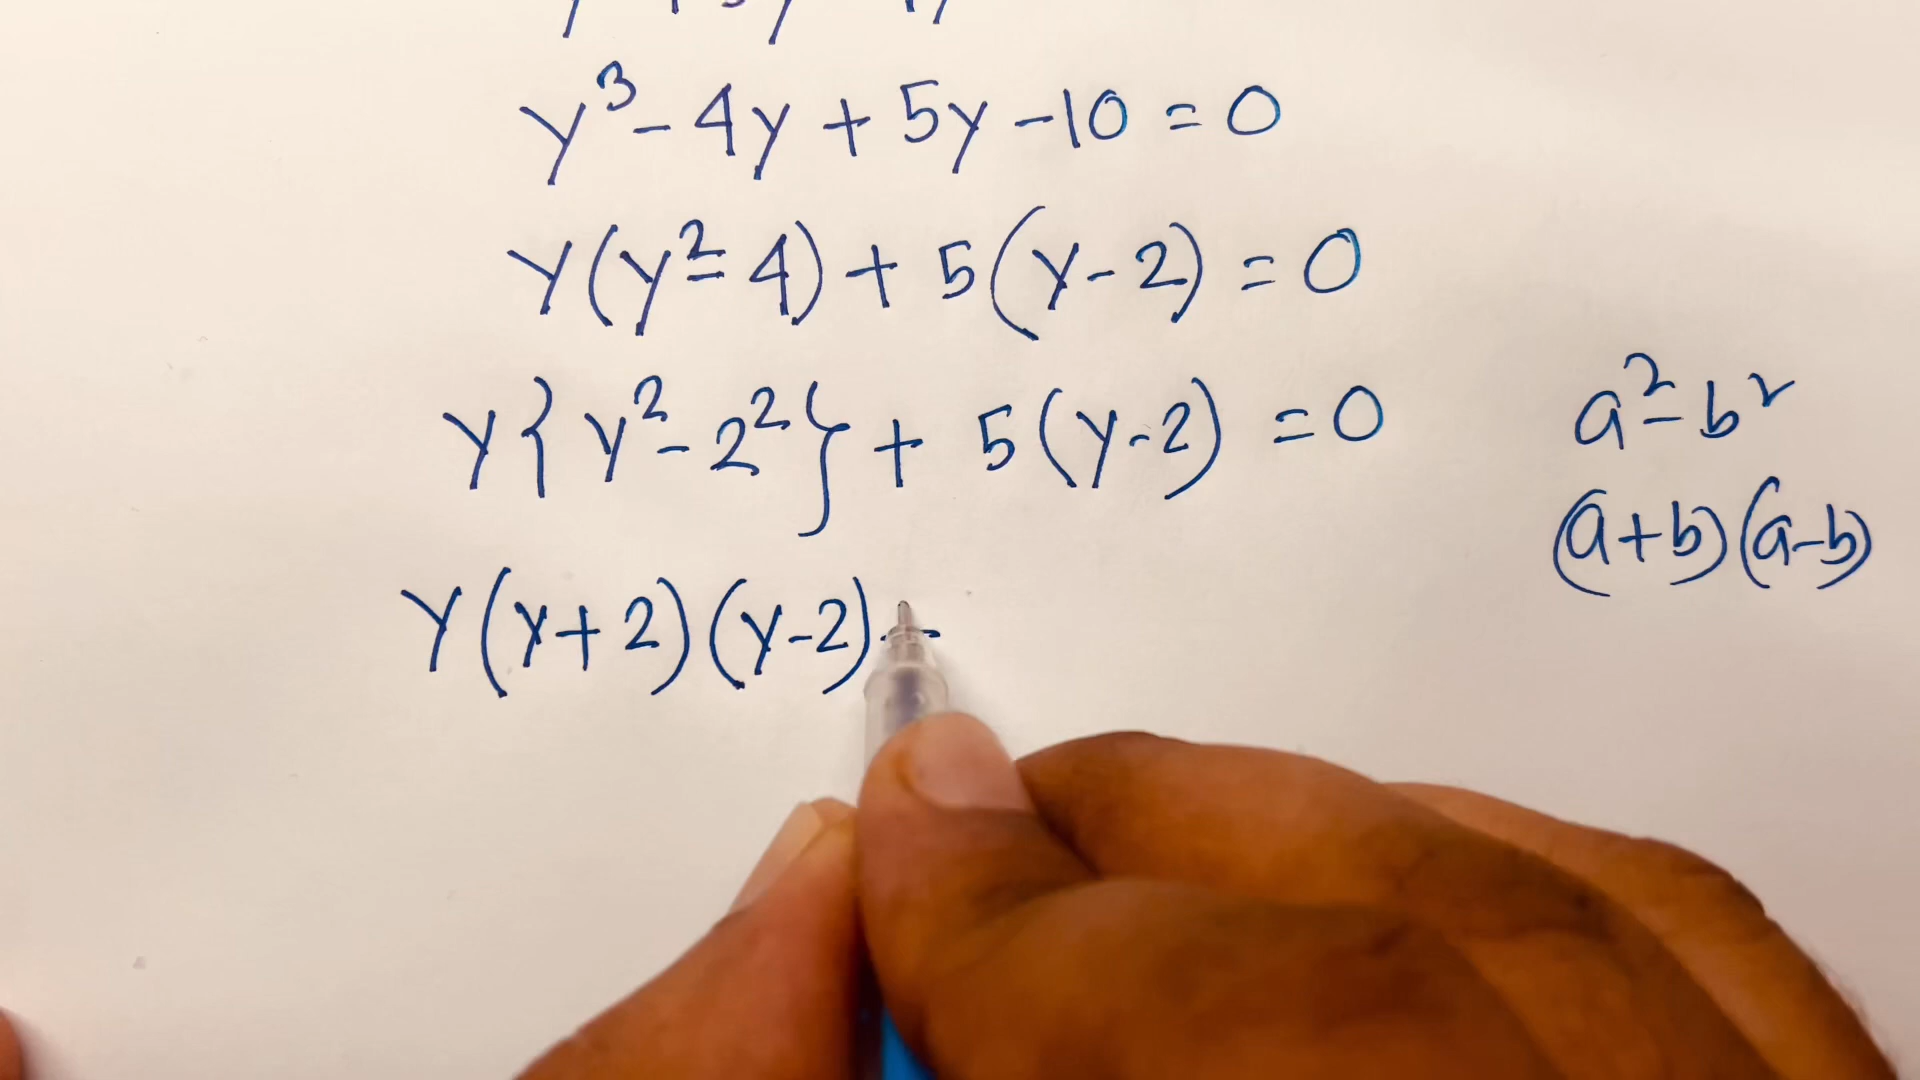 y³ - 4y + 5y - 10 = 0
y(y² - 4) + 5(y - 2) = 0
y{y² - 2²} + 5(y - 2) = 0
a² - b²
(a+b)(a-b)
y(y+2)(y-2) +